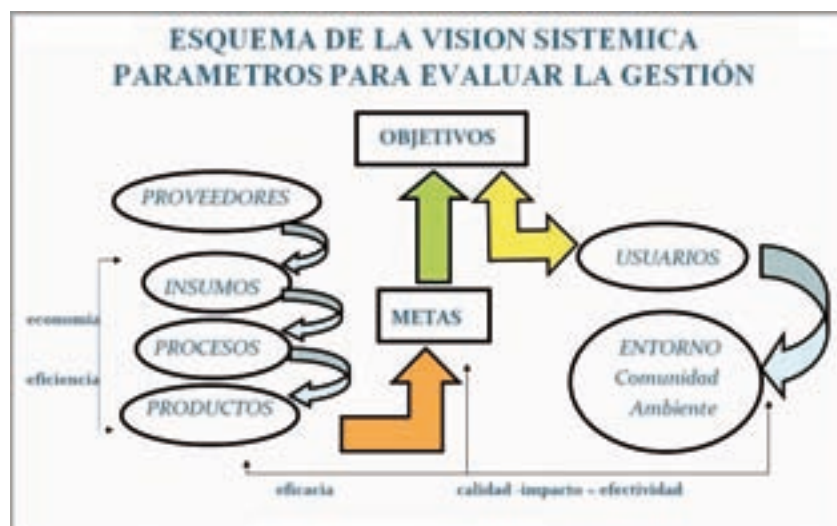 ESQUEMA DE LA VISION SISTEMICA
PARAMETROS PARA EVALUAR LA GESTIÓN
OBJETIVOS
PROVEEDORES
USUARIOS
INSUMOS
METAS
economía
PROCESOS
ENTORNO
Comunidad
Ambiente
eficiencia
PRODUCTOS
eficacia
calidad -impacto – efectividad